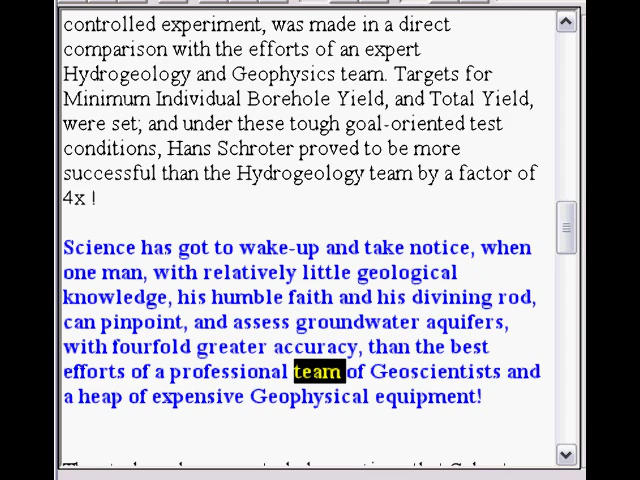 controlled experiment, was made in a direct
comparison with the efforts of an expert
Hydrogeology and Geophysics team. Targets for
Minimum Individual Borehole Yield, and Total Yield,
were set; and under these tough goal-oriented test
conditions, Hans Schroter proved to be more
successful than the Hydrogeology team by a factor of
4x !
Science has got to wake-up and take notice, when
one man, with relatively little geological
knowledge, his humble faith and his divining rod,
can pinpoint, and assess groundwater aquifers,
with fourfold greater accuracy, than the best
efforts of a professional team of Geoscientists and
a heap of expensive Geophysical equipment!